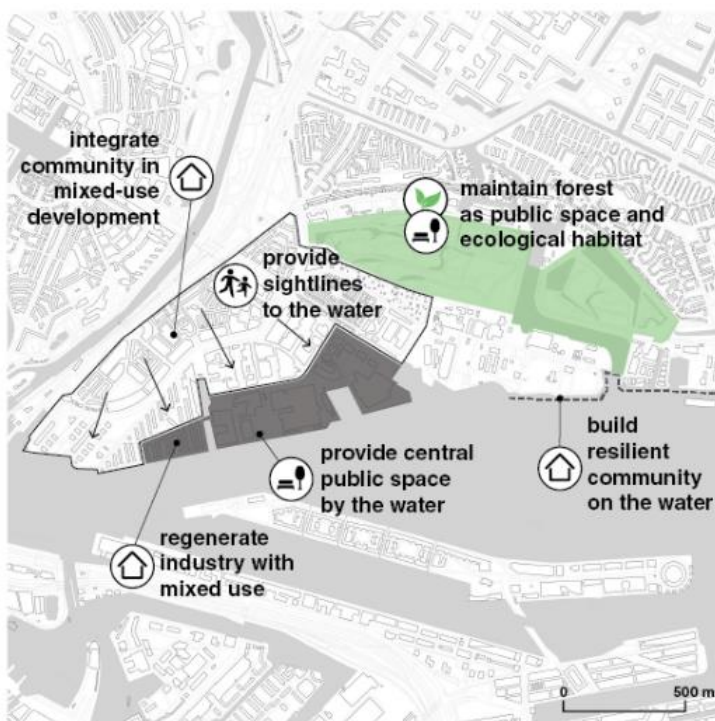 integrate
community in
mixed-use
development
maintain forest
as public space and
ecological habitat
provide
sightlines
to the water
build
resilient
community
on the water
provide central
public space
by the water
regenerate
industry with
mixed use
0 500 m